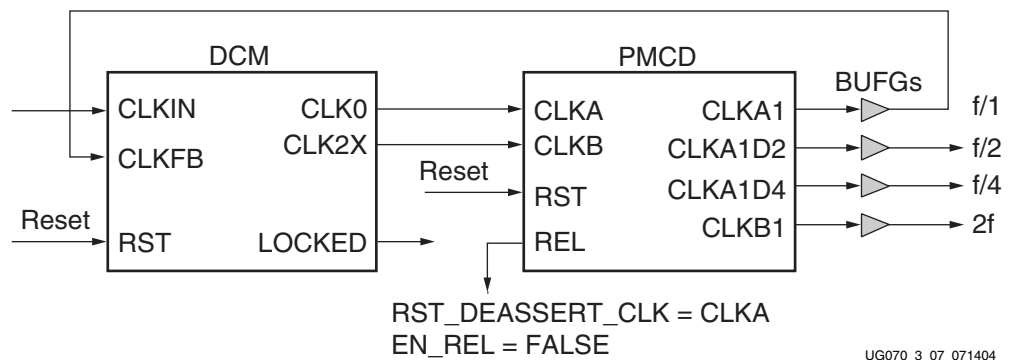 DCM
PMCD
BUFGs
CLKIN
CLK0
CLKA
CLKA1
f/1
CLKFB
CLK2X
CLKB
CLKA1D2
f/2
Reset
RST
CLKA1D4
f/4
Reset
RST
LOCKED
REL
CLKB1
2f
RST_DEASSERT_CLK = CLKA
EN_REL = FALSE
UG070_3_07_071404